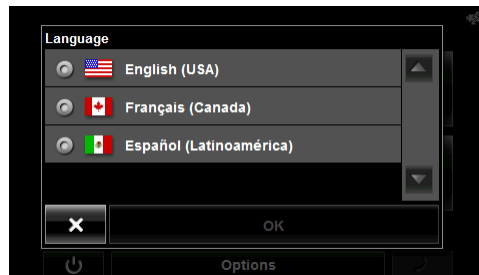 Language
English (USA)
Français (Canada)
Español (Latinoamérica)
OK
Options